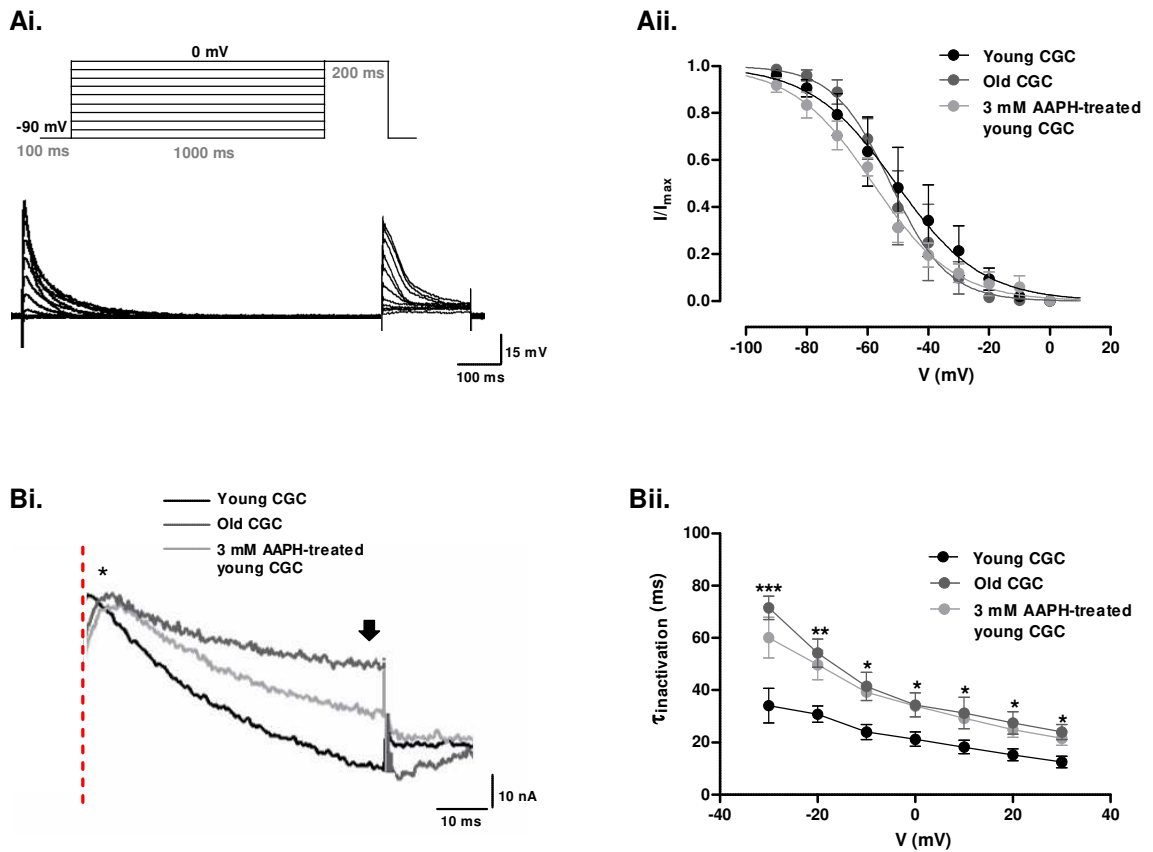 Ai.
0 mV
200 ms
-90 mV
100 ms
1000 ms
15 mV
100 ms
Aii.
Young CGC
Old CGC
3 mM AAPH-treated
young CGC
1.0
0.8
0.6
0.4
0.2
0.0
I/Imax
-100
-80
-60
-40
-20
0
20
V (mV)
Bi.
Young CGC
Old CGC
3 mM AAPH-treated
young CGC
*
10 nA
10 ms
Bii.
Young CGC
Old CGC
3 mM AAPH-treated
young CGC
100
80
60
40
20
0
τinactivation (ms)
***
**
*
*
*
*
*
-40
-20
0
20
40
V (mV)